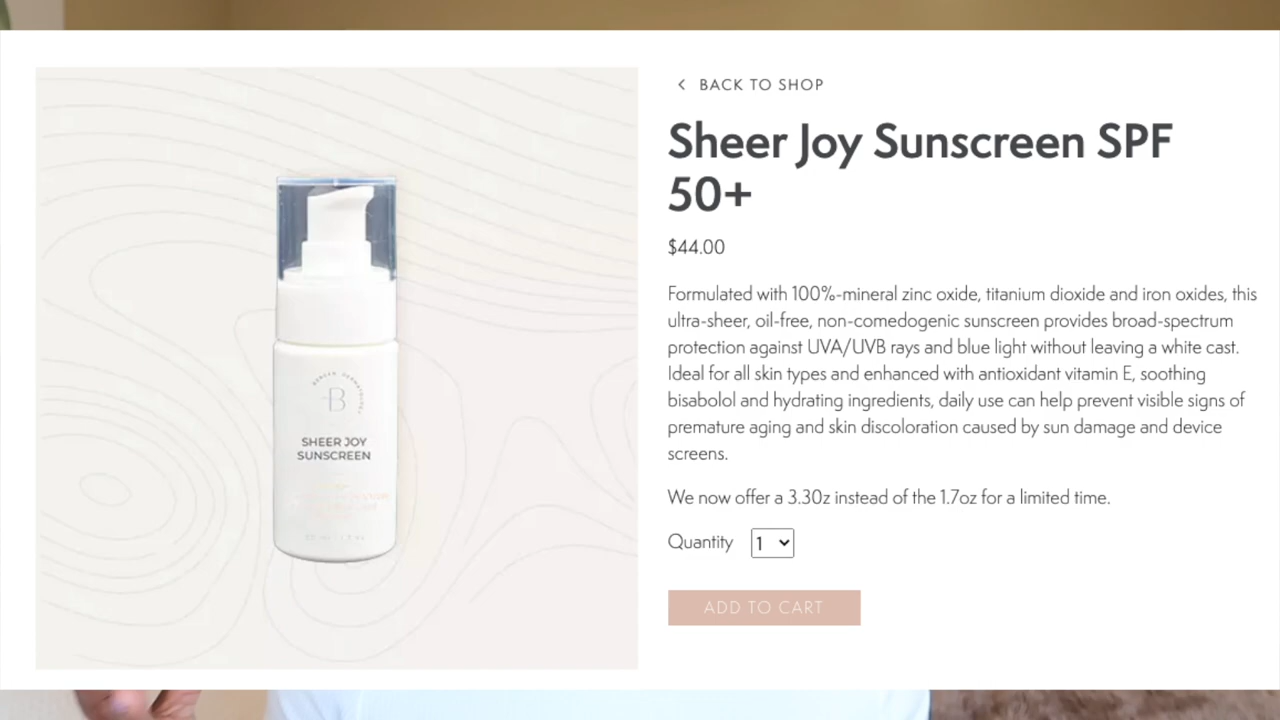 BACK TO SHOP
Sheer Joy Sunscreen SPF
50+
$44.00
Formulated with 100%-mineral zinc oxide, titanium dioxide and iron oxides, this
ultra-sheer, oil-free, non-comedogenic sunscreen provides broad-spectrum
protection against UVA/UVB rays and blue light without leaving a white cast.
Ideal for all skin types and enhanced with antioxidant vitamin E, soothing
bisabolol and hydrating ingredients, daily use can help prevent visible signs of
premature aging and skin discoloration caused by sun damage and device
screens.
We now offer a 3.30z instead of the 1.7oz for a limited time.
Quantity 1
ADD TO CART
B
SHEER JOY
SUNSCREEN